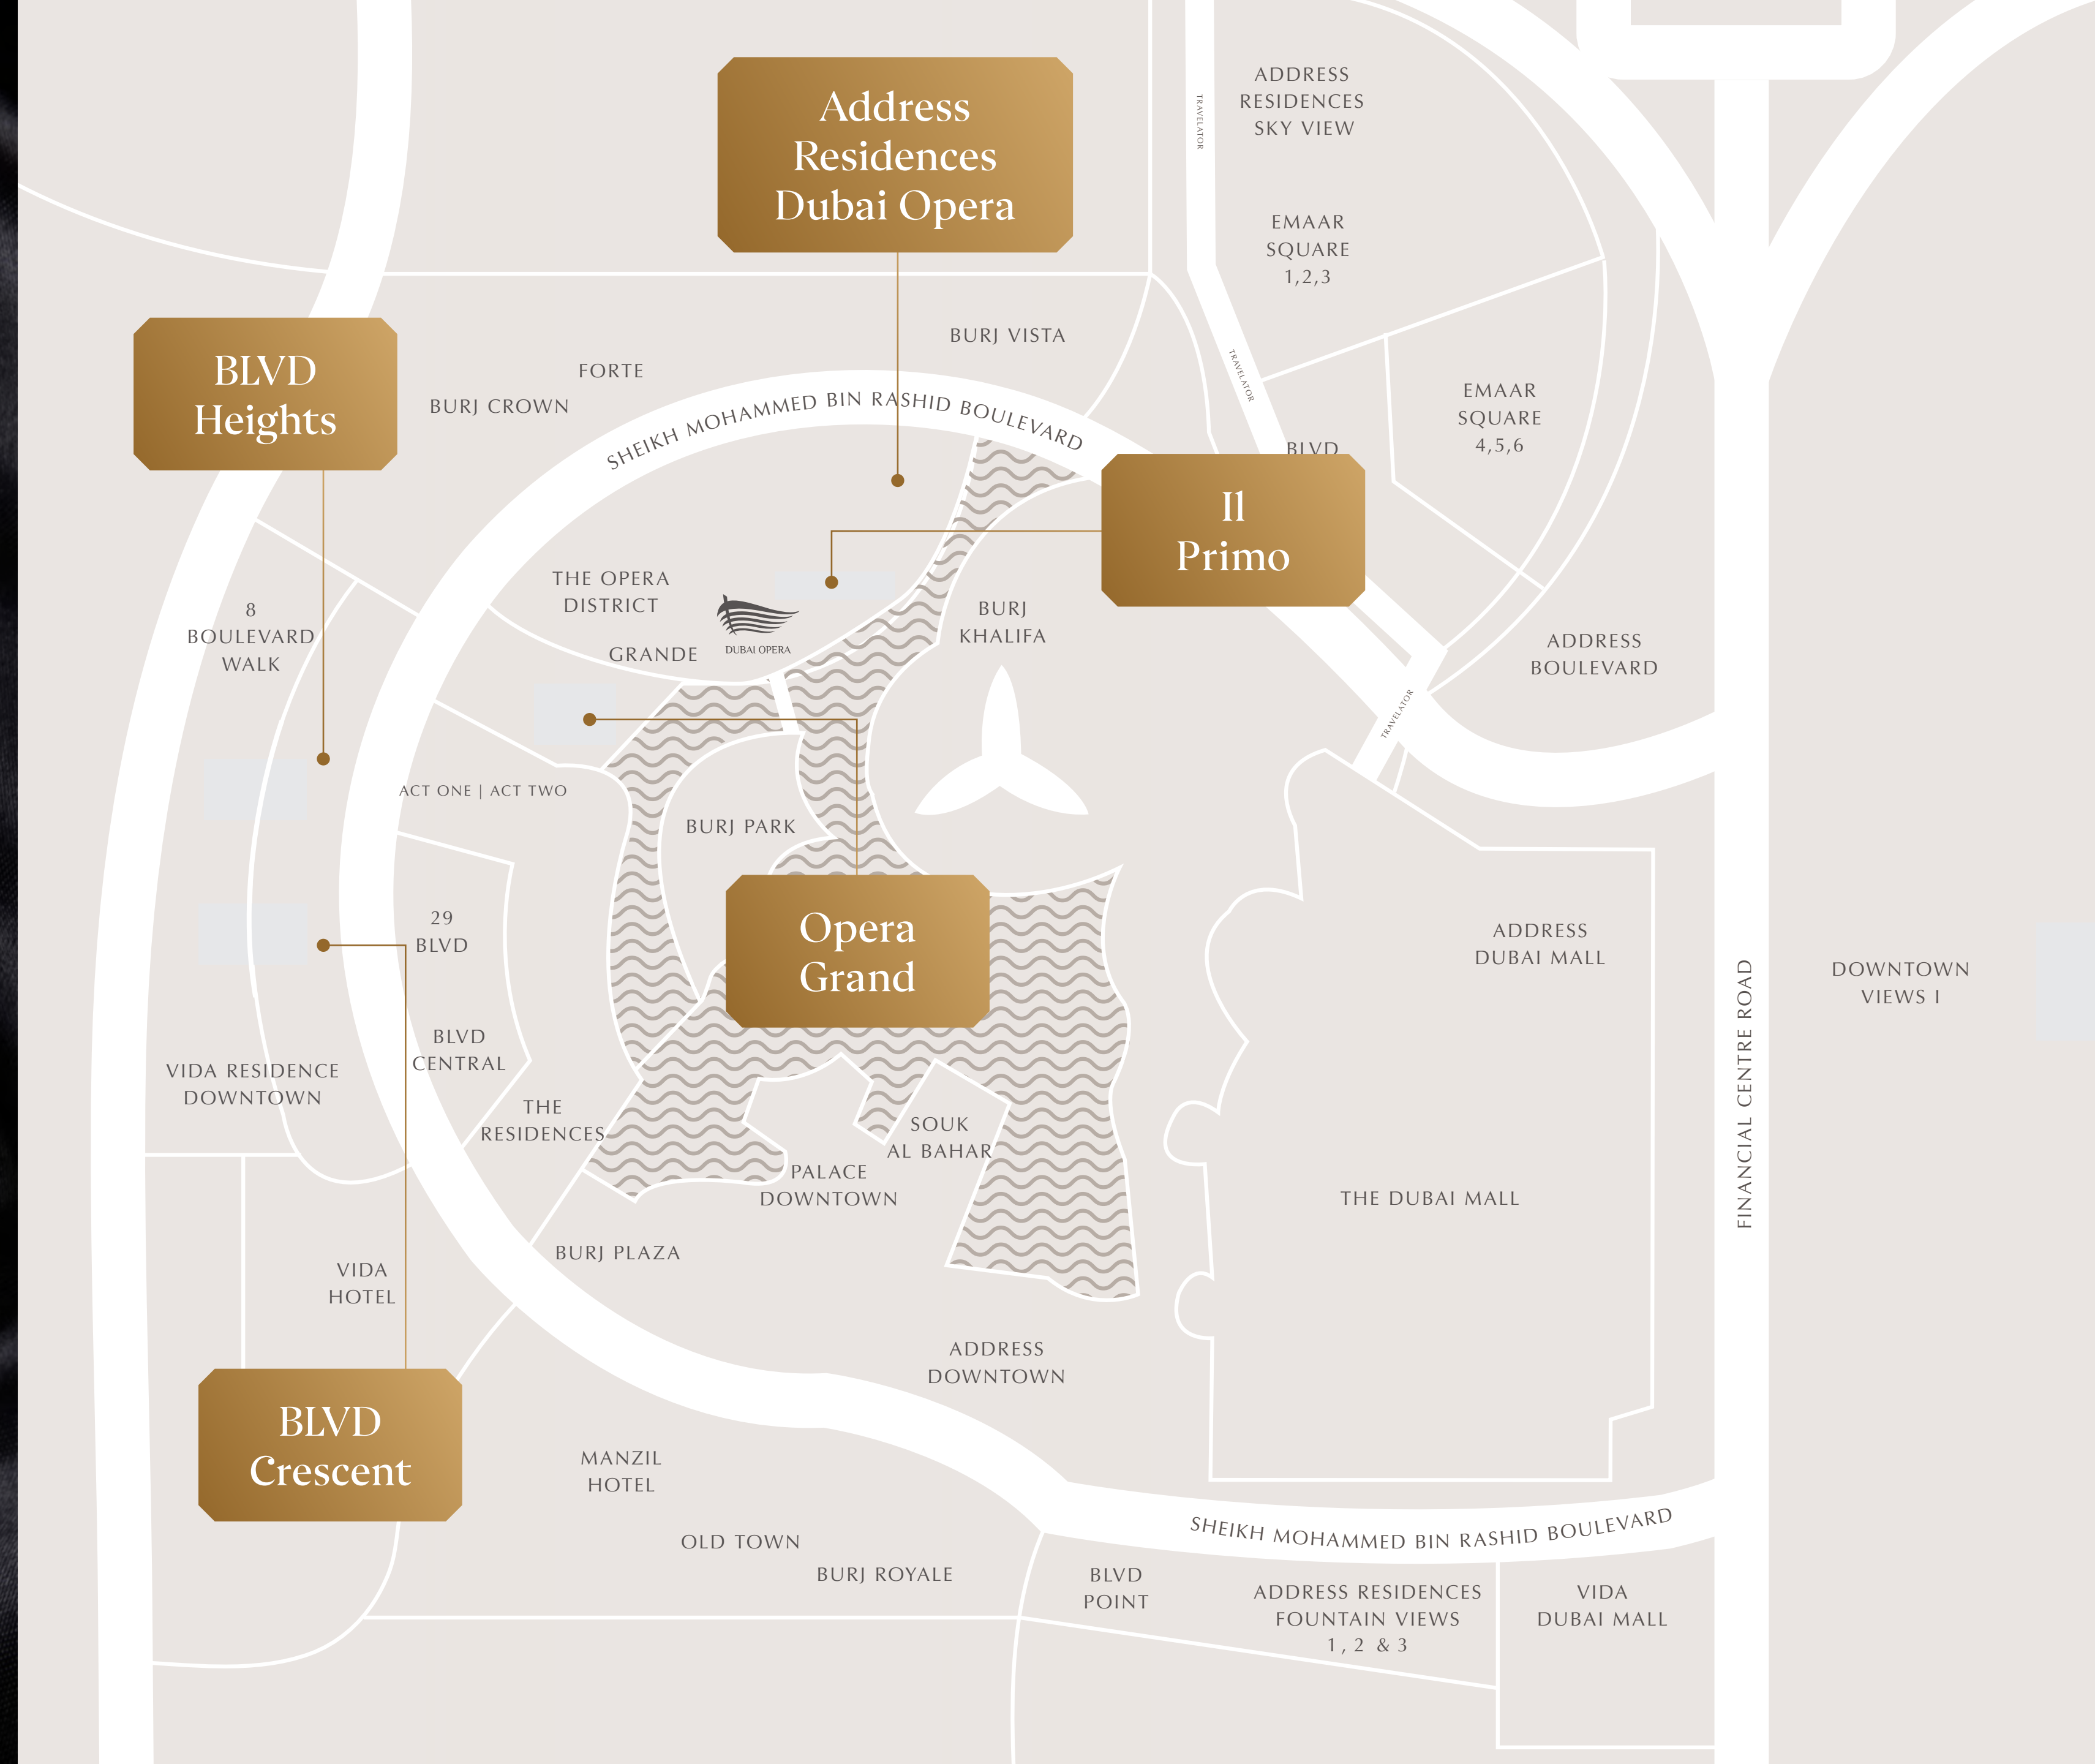 ADDRESS
RESIDENCES
SKY VIEW
TRAVELATOR
Address
Residences
Dubai Opera
EMAAR
SQUARE
1,2,3
BURJ VISTA
FORTE
BURJ CROWN
BLVD
Heights
SHEIKH MOHAMMED BIN RASHID BOULEVARD
TRAVELATOR
EMAAR
SQUARE
4,5,6
BLVD
Il
Primo
THE OPERA
DISTRICT
GRANDE
DUBAI OPERA
BURJ
KHALIFA
8
BOULEVARD
WALK
ADDRESS
BOULEVARD
TRAVELATOR
ACT ONE | ACT TWO
BURJ PARK
29
BLVD
Opera
Grand
ADDRESS
DUBAI MALL
DOWNTOWN
VIEWS I
FINANCIAL CENTRE ROAD
BLVD
CENTRAL
VIDA RESIDENCE
DOWNTOWN
THE
RESIDENCES
SOUK
AL BAHAR
PALACE
DOWNTOWN
THE DUBAI MALL
BURJ PLAZA
VIDA
HOTEL
ADDRESS
DOWNTOWN
BLVD
Crescent
MANZIL
HOTEL
OLD TOWN
BURJ ROYALE
SHEIKH MOHAMMED BIN RASHID BOULEVARD
BLVD
POINT
ADDRESS RESIDENCES
FOUNTAIN VIEWS
1, 2 & 3
VIDA
DUBAI MALL